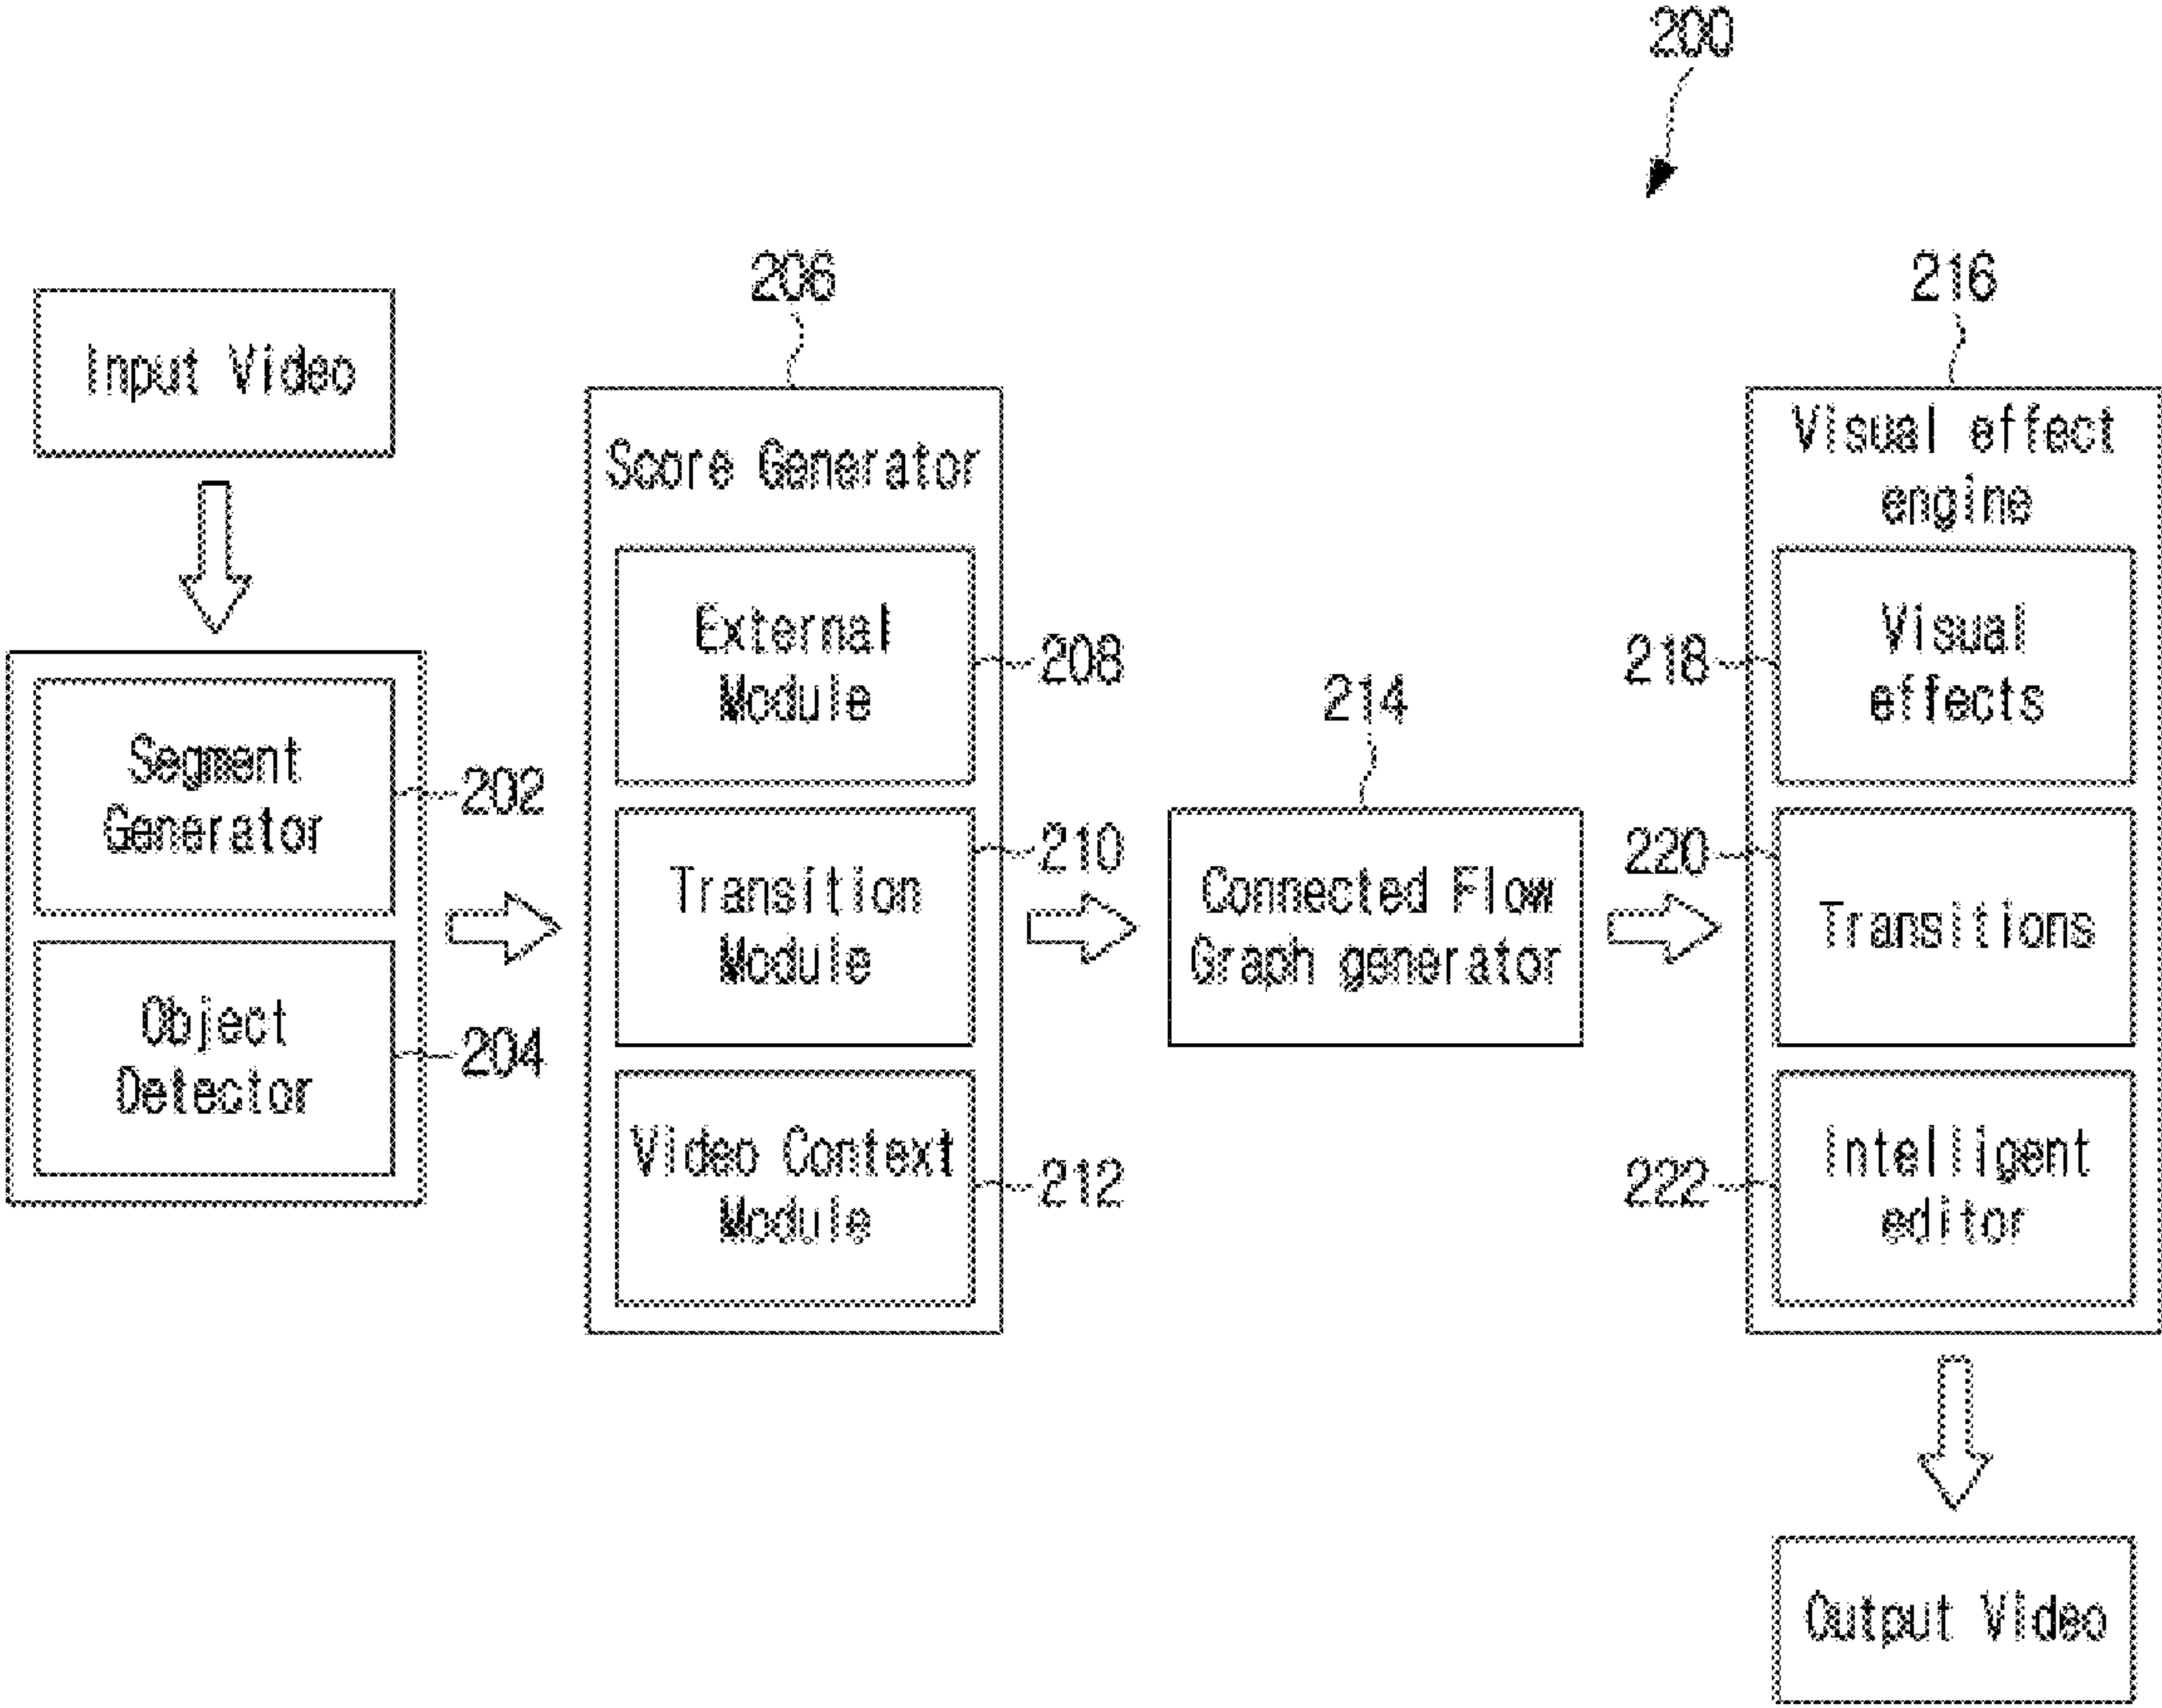 200
Input Video
Segment
Generator
202
Object
Detector
204
206
Score Generator
External
Module
208
Transition
Module
210
Video Context
Module
212
214
Connected Flow
Graph generator
216
Visual effect
engine
Visual
effects
218
Transitions
220
Intelligent
editor
222
Output Video